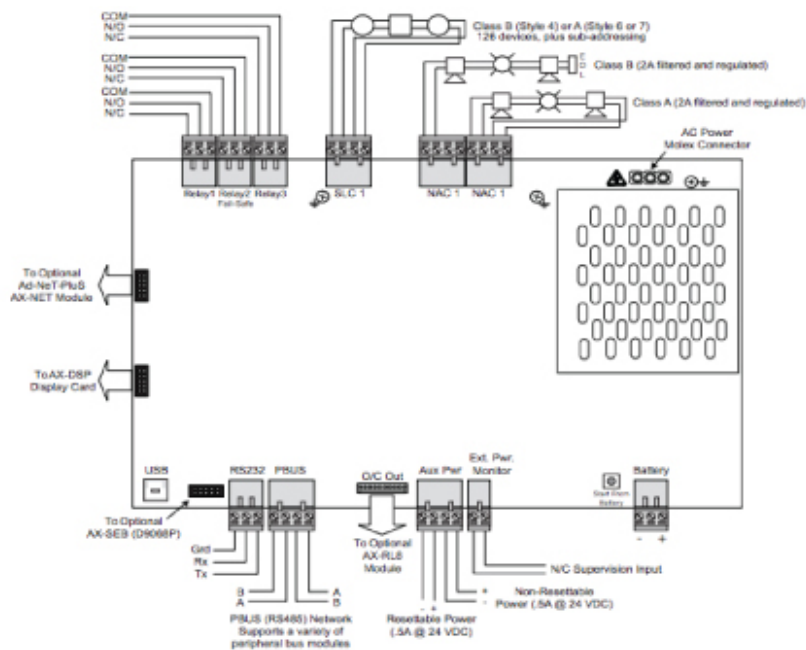 COM
N/O
N/C
COM
N/O
N/C
COM
N/O
N/C
Class B (Style 4) or A (Style 6 or 7)
126 devices, plus sub-addressing
E
O
L
Class B (2A filtered and regulated)
Class A (2A filtered and regulated)
AC Power
Molex Connector
Relay1 Relay2 Relay3
Fail-Safe
SLC 1
NAC 1 NAC 1
To Optional
Ad-NeT-PluS
AX-NET Module
To AX-DSP
Display Card
USB
RS232
PBUS
O/C Out
Aux Pwr
Ext. Pwr.
Monitor
Start From
Battery
Battery
- +
To Optional
AX-SEB (D9068P)
Grd
Rx
Tx
B
A
A
B
PBUS (RS485) Network
Supports a variety of
peripheral bus modules
To Optional
AX-RL8
Module
- +
Resettable Power
(.5A @ 24 VDC)
+
-
Non-Resettable
Power (.5A @ 24 VDC)
N/C Supervision Input